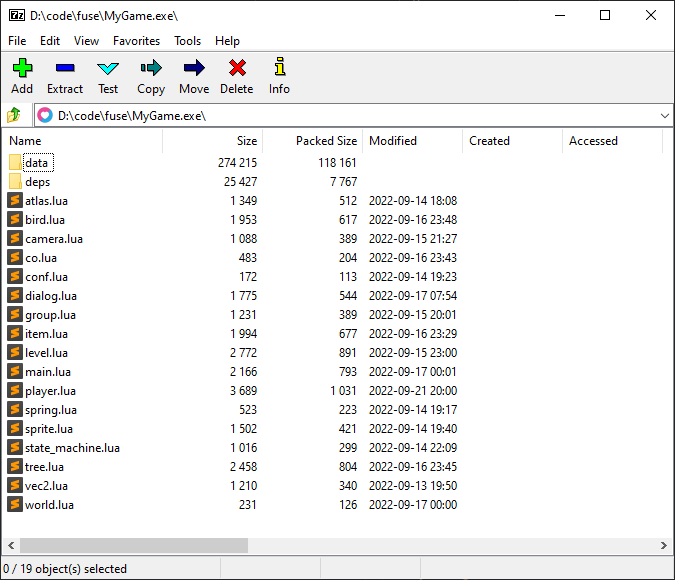 7z D:\code\fuse\MyGame.exe\
File Edit View Favorites Tools Help
Add Extract Test Copy Move Delete Info
D:\code\fuse\MyGame.exe\
Name Size Packed Size Modified Created Accessed
data 274 215 118 161
deps 25 427 7 767
atlas.lua 1 349 512 2022-09-14 18:08
bird.lua 1 953 617 2022-09-16 23:48
camera.lua 1 088 389 2022-09-15 21:27
co.lua 483 204 2022-09-16 23:43
conf.lua 172 113 2022-09-14 19:23
dialog.lua 1 775 544 2022-09-17 07:54
group.lua 1 231 389 2022-09-15 20:01
item.lua 1 994 677 2022-09-16 23:29
level.lua 2 772 891 2022-09-15 23:00
main.lua 2 166 793 2022-09-17 00:01
player.lua 3 689 1 031 2022-09-21 20:00
spring.lua 523 223 2022-09-14 19:17
sprite.lua 1 502 421 2022-09-14 19:40
state_machine.lua 1 016 299 2022-09-14 22:09
tree.lua 2 458 804 2022-09-16 23:45
vec2.lua 1 210 340 2022-09-13 19:50
world.lua 231 126 2022-09-17 00:00
0 / 19 object(s) selected